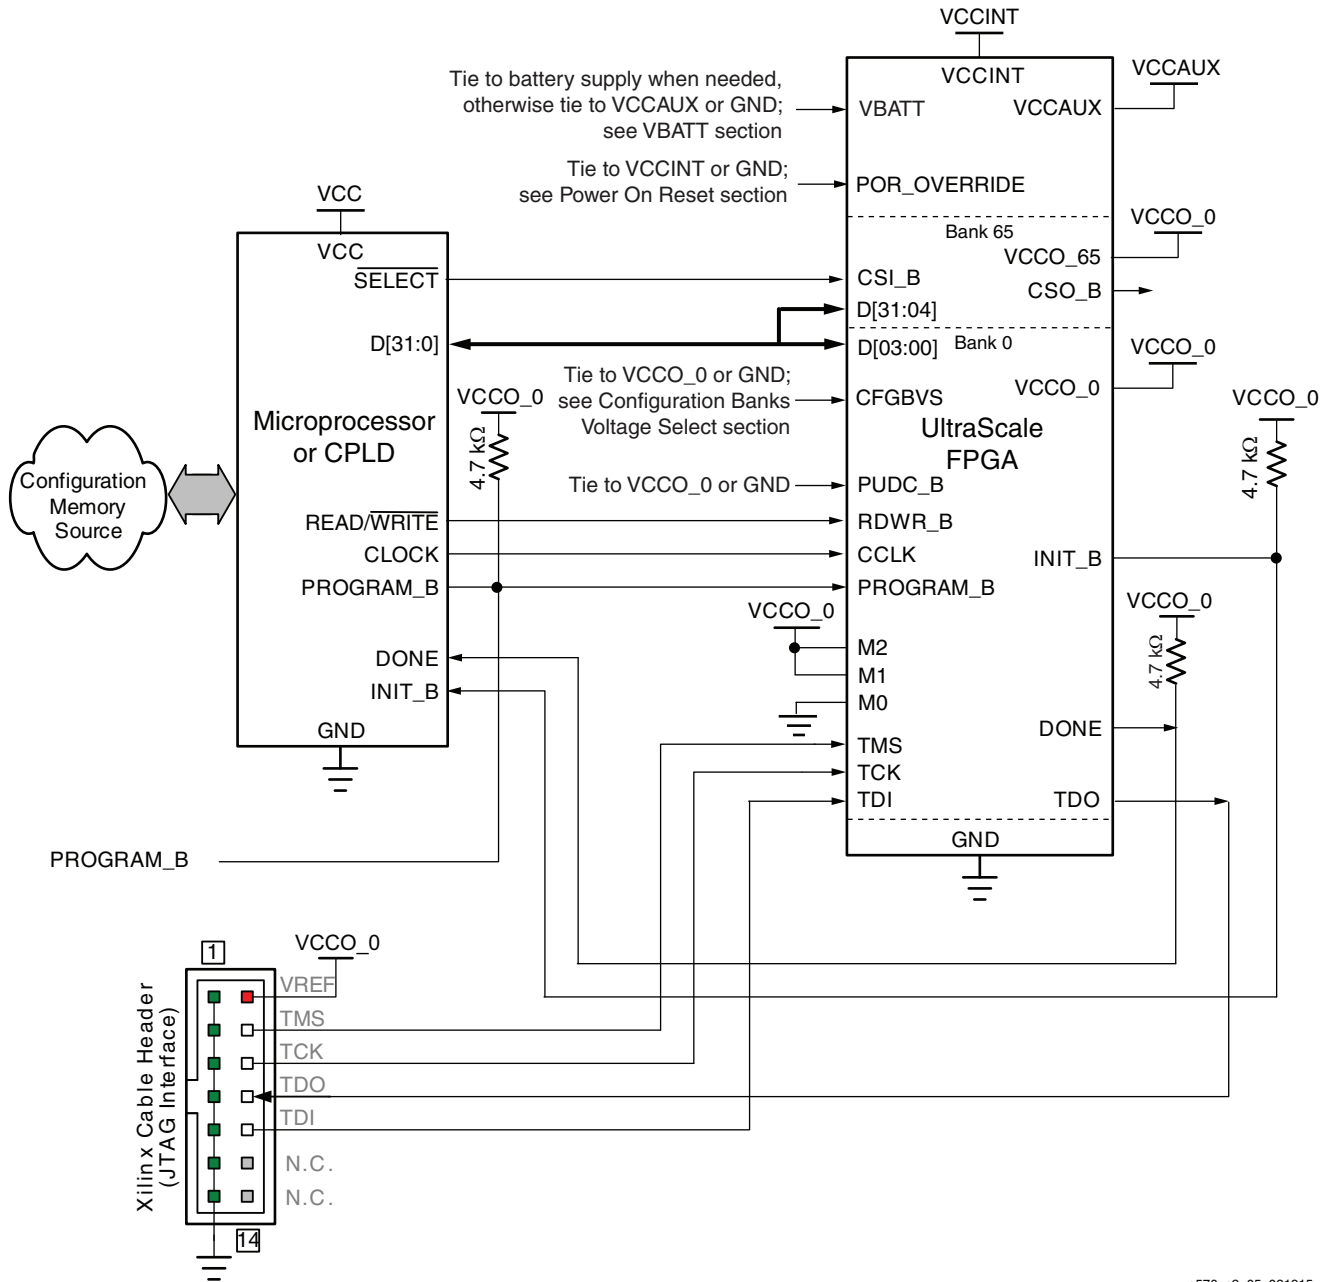 VCCINT
VCCINT
VCCAUX
Tie to battery supply when needed,
otherwise tie to VCCAUX or GND;
see VBATT section
VBATT
VCCAUX
Tie to VCCINT or GND;
see Power On Reset section
POR_OVERRIDE
VCC
VCC
Bank 65
VCCO_0
VCCO_65
SELECT
CSI_B
CSO_B
D[31:04]
D[31:0]
D[03:00]
Bank 0
VCCO_0
VCCO_0
Tie to VCCO_0 or GND;
see Configuration Banks
Voltage Select section
CFGBVS
VCCO_0
4.7 kΩ
VCCO_0
4.7 kΩ
Microprocessor
or CPLD
UltraScale
FPGA
Configuration
Memory
Source
Tie to VCCO_0 or GND
PUDC_B
READ/WRITE
RDWR_B
CLOCK
CCLK
INIT_B
PROGRAM_B
PROGRAM_B
VCCO_0
VCCO_0
4.7 kΩ
M2
M1
M0
DONE
INIT_B
GND
DONE
TMS
TCK
TDI
TDO
GND
PROGRAM_B
1
VCCO_0
Xilinx Cable Header
(JTAG Interface)
VREF
TMS
TCK
TDO
TDI
N.C.
N.C.
14